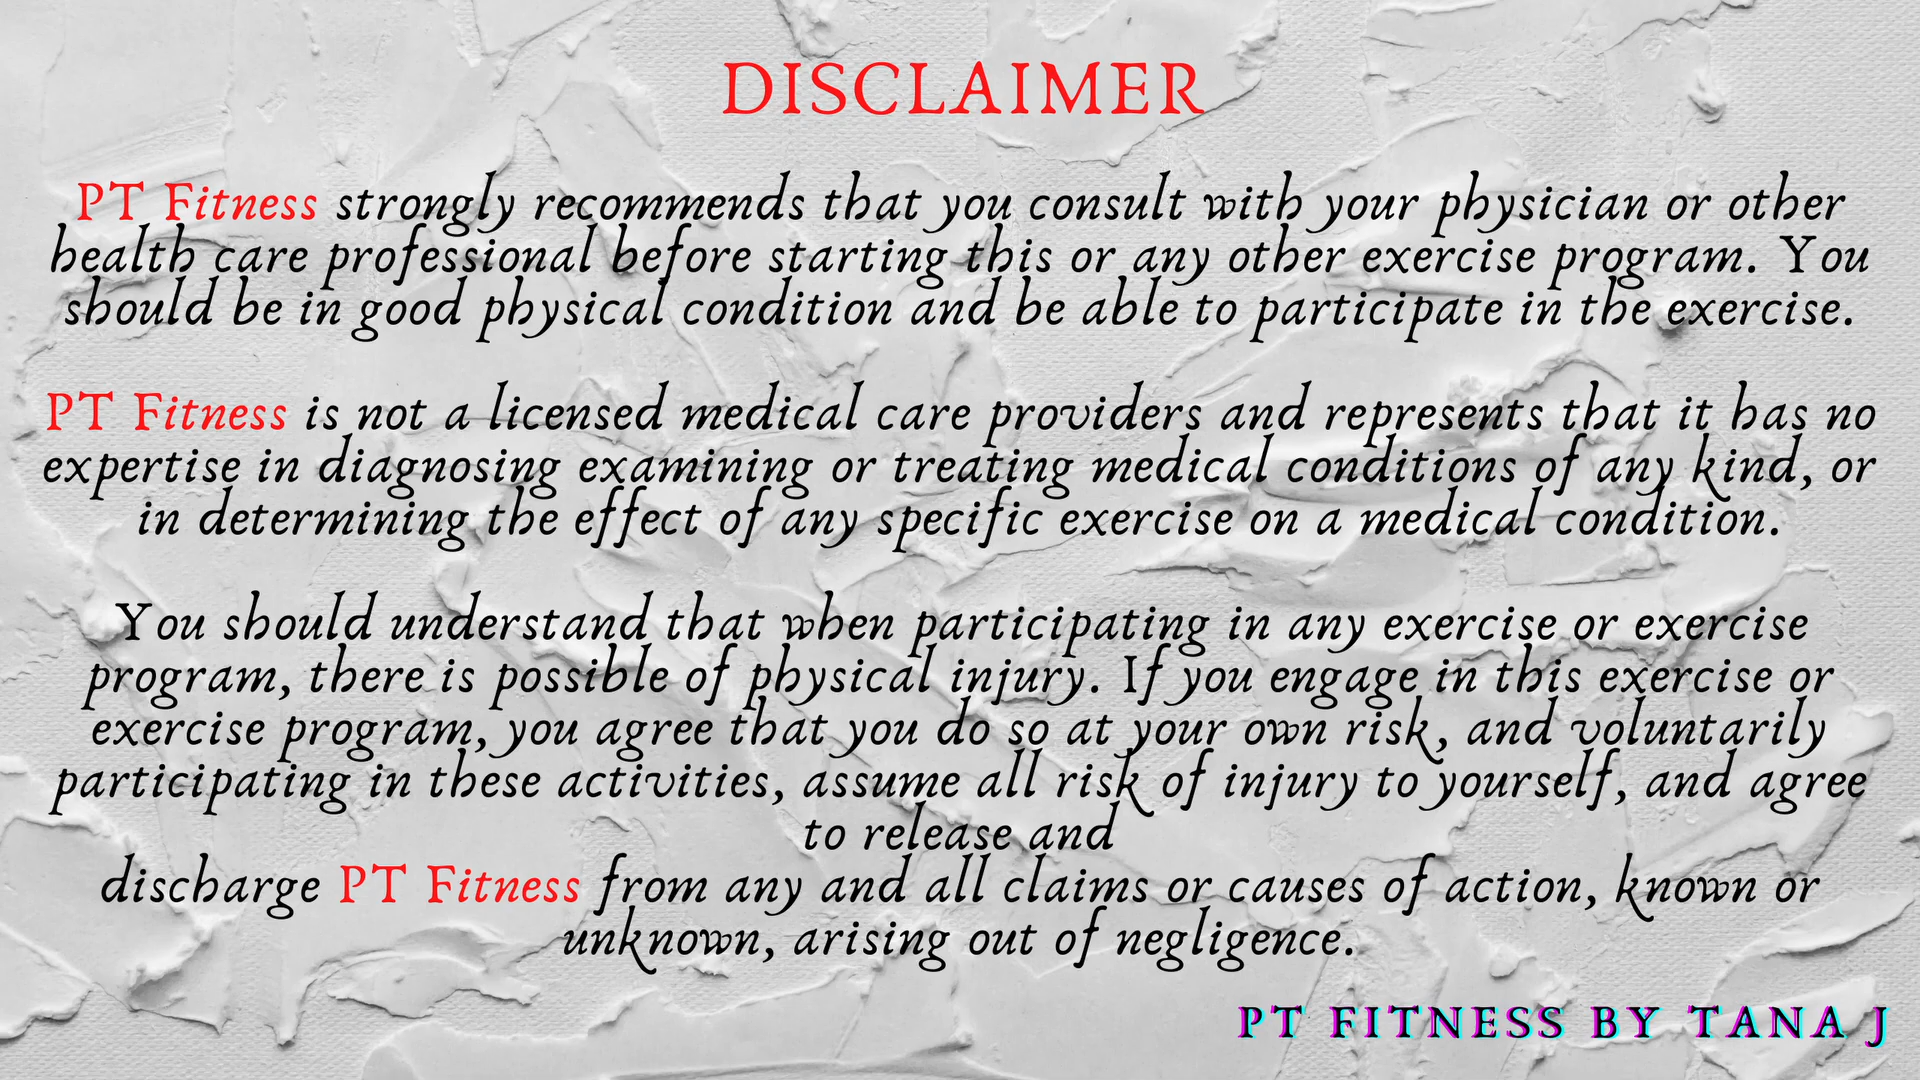 DISCLAIMER
PT Fitness strongly recommends that you consult with your physician or other
health care professional before starting this or any other exercise program. You
should be in good physical condition and be able to participate in the exercise.
PT Fitness is not a licensed medical care providers and represents that it has no
expertise in diagnosing examining or treating medical conditions of any kind, or
in determining the effect of any specific exercise on a medical condition.
You should understand that when participating in any exercise or exercise
program, there is possible of physical injury. If you engage in this exercise or
exercise program, you agree that you do so at your own risk, and voluntarily
participating in these activities, assume all risk of injury to yourself, and agree
to release and
discharge PT Fitness from any and all claims or causes of action, known or
unknown, arising out of negligence.
PT FITNESS BY TANA J